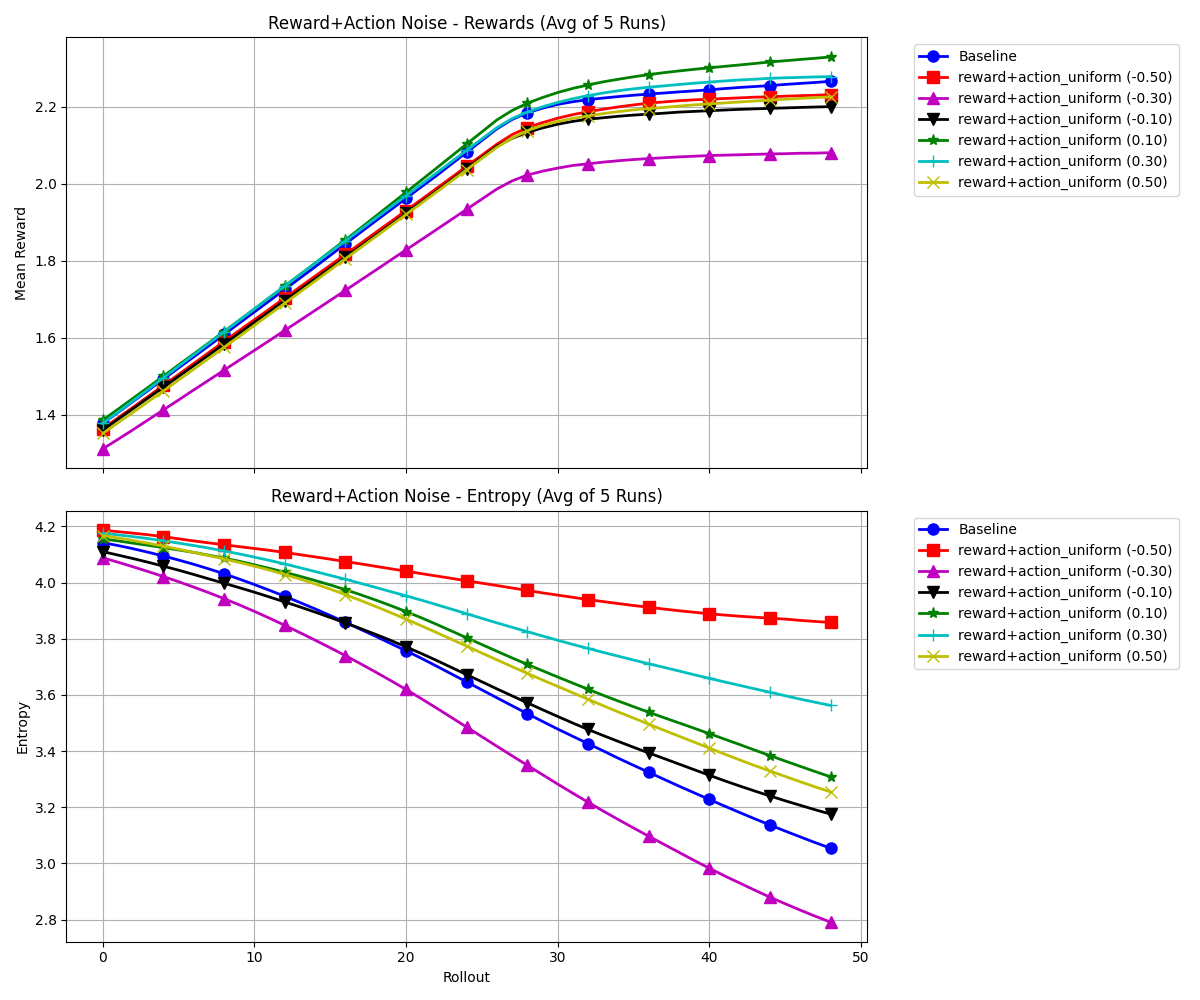 Reward+Action Noise - Rewards (Avg of 5 Runs)
Mean Reward
2.2
2.0
1.8
1.6
1.4
Baseline
reward+action_uniform (-0.50)
reward+action_uniform (-0.30)
reward+action_uniform (-0.10)
reward+action_uniform (0.10)
reward+action_uniform (0.30)
reward+action_uniform (0.50)
Reward+Action Noise - Entropy (Avg of 5 Runs)
Entropy
4.2
4.0
3.8
3.6
3.4
3.2
3.0
2.8
0 10 20 30 40 50
Rollout
Baseline
reward+action_uniform (-0.50)
reward+action_uniform (-0.30)
reward+action_uniform (-0.10)
reward+action_uniform (0.10)
reward+action_uniform (0.30)
reward+action_uniform (0.50)